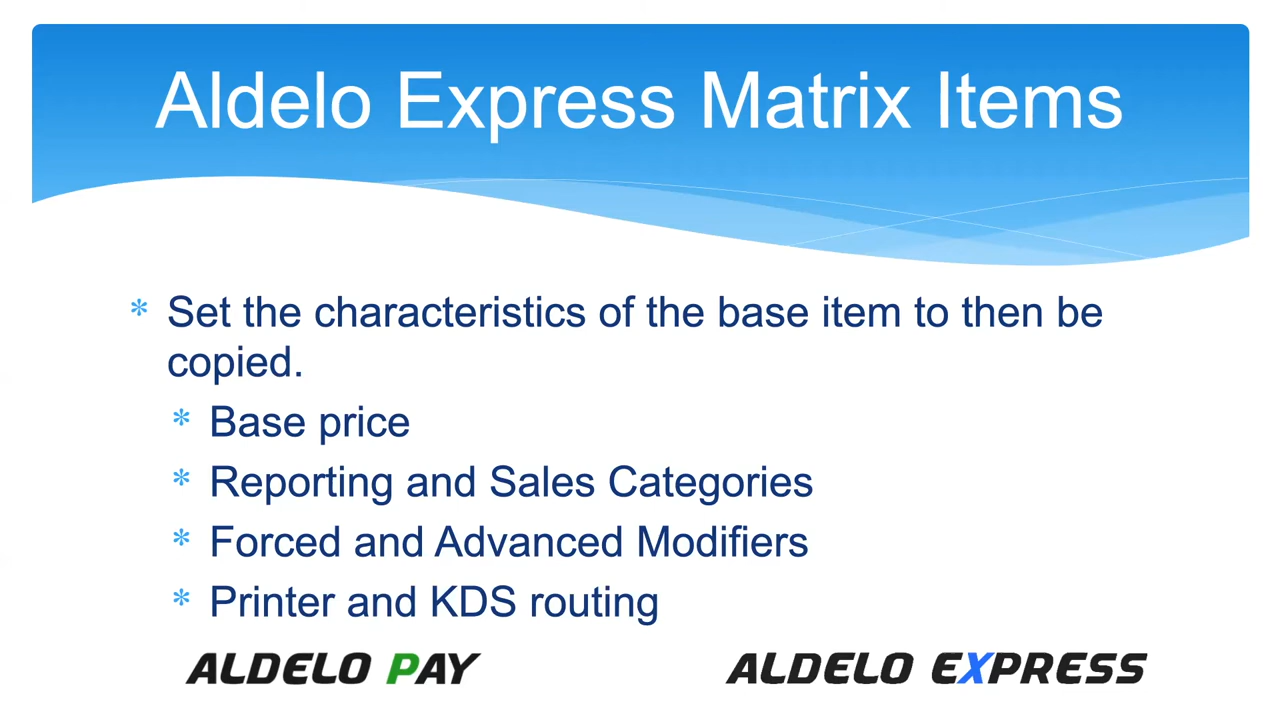 Aldelo Express Matrix Items
* Set the characteristics of the base item to then be
copied.
* Base price
* Reporting and Sales Categories
* Forced and Advanced Modifiers
* Printer and KDS routing
ALDELO PAY
ALDELO EXPRESS